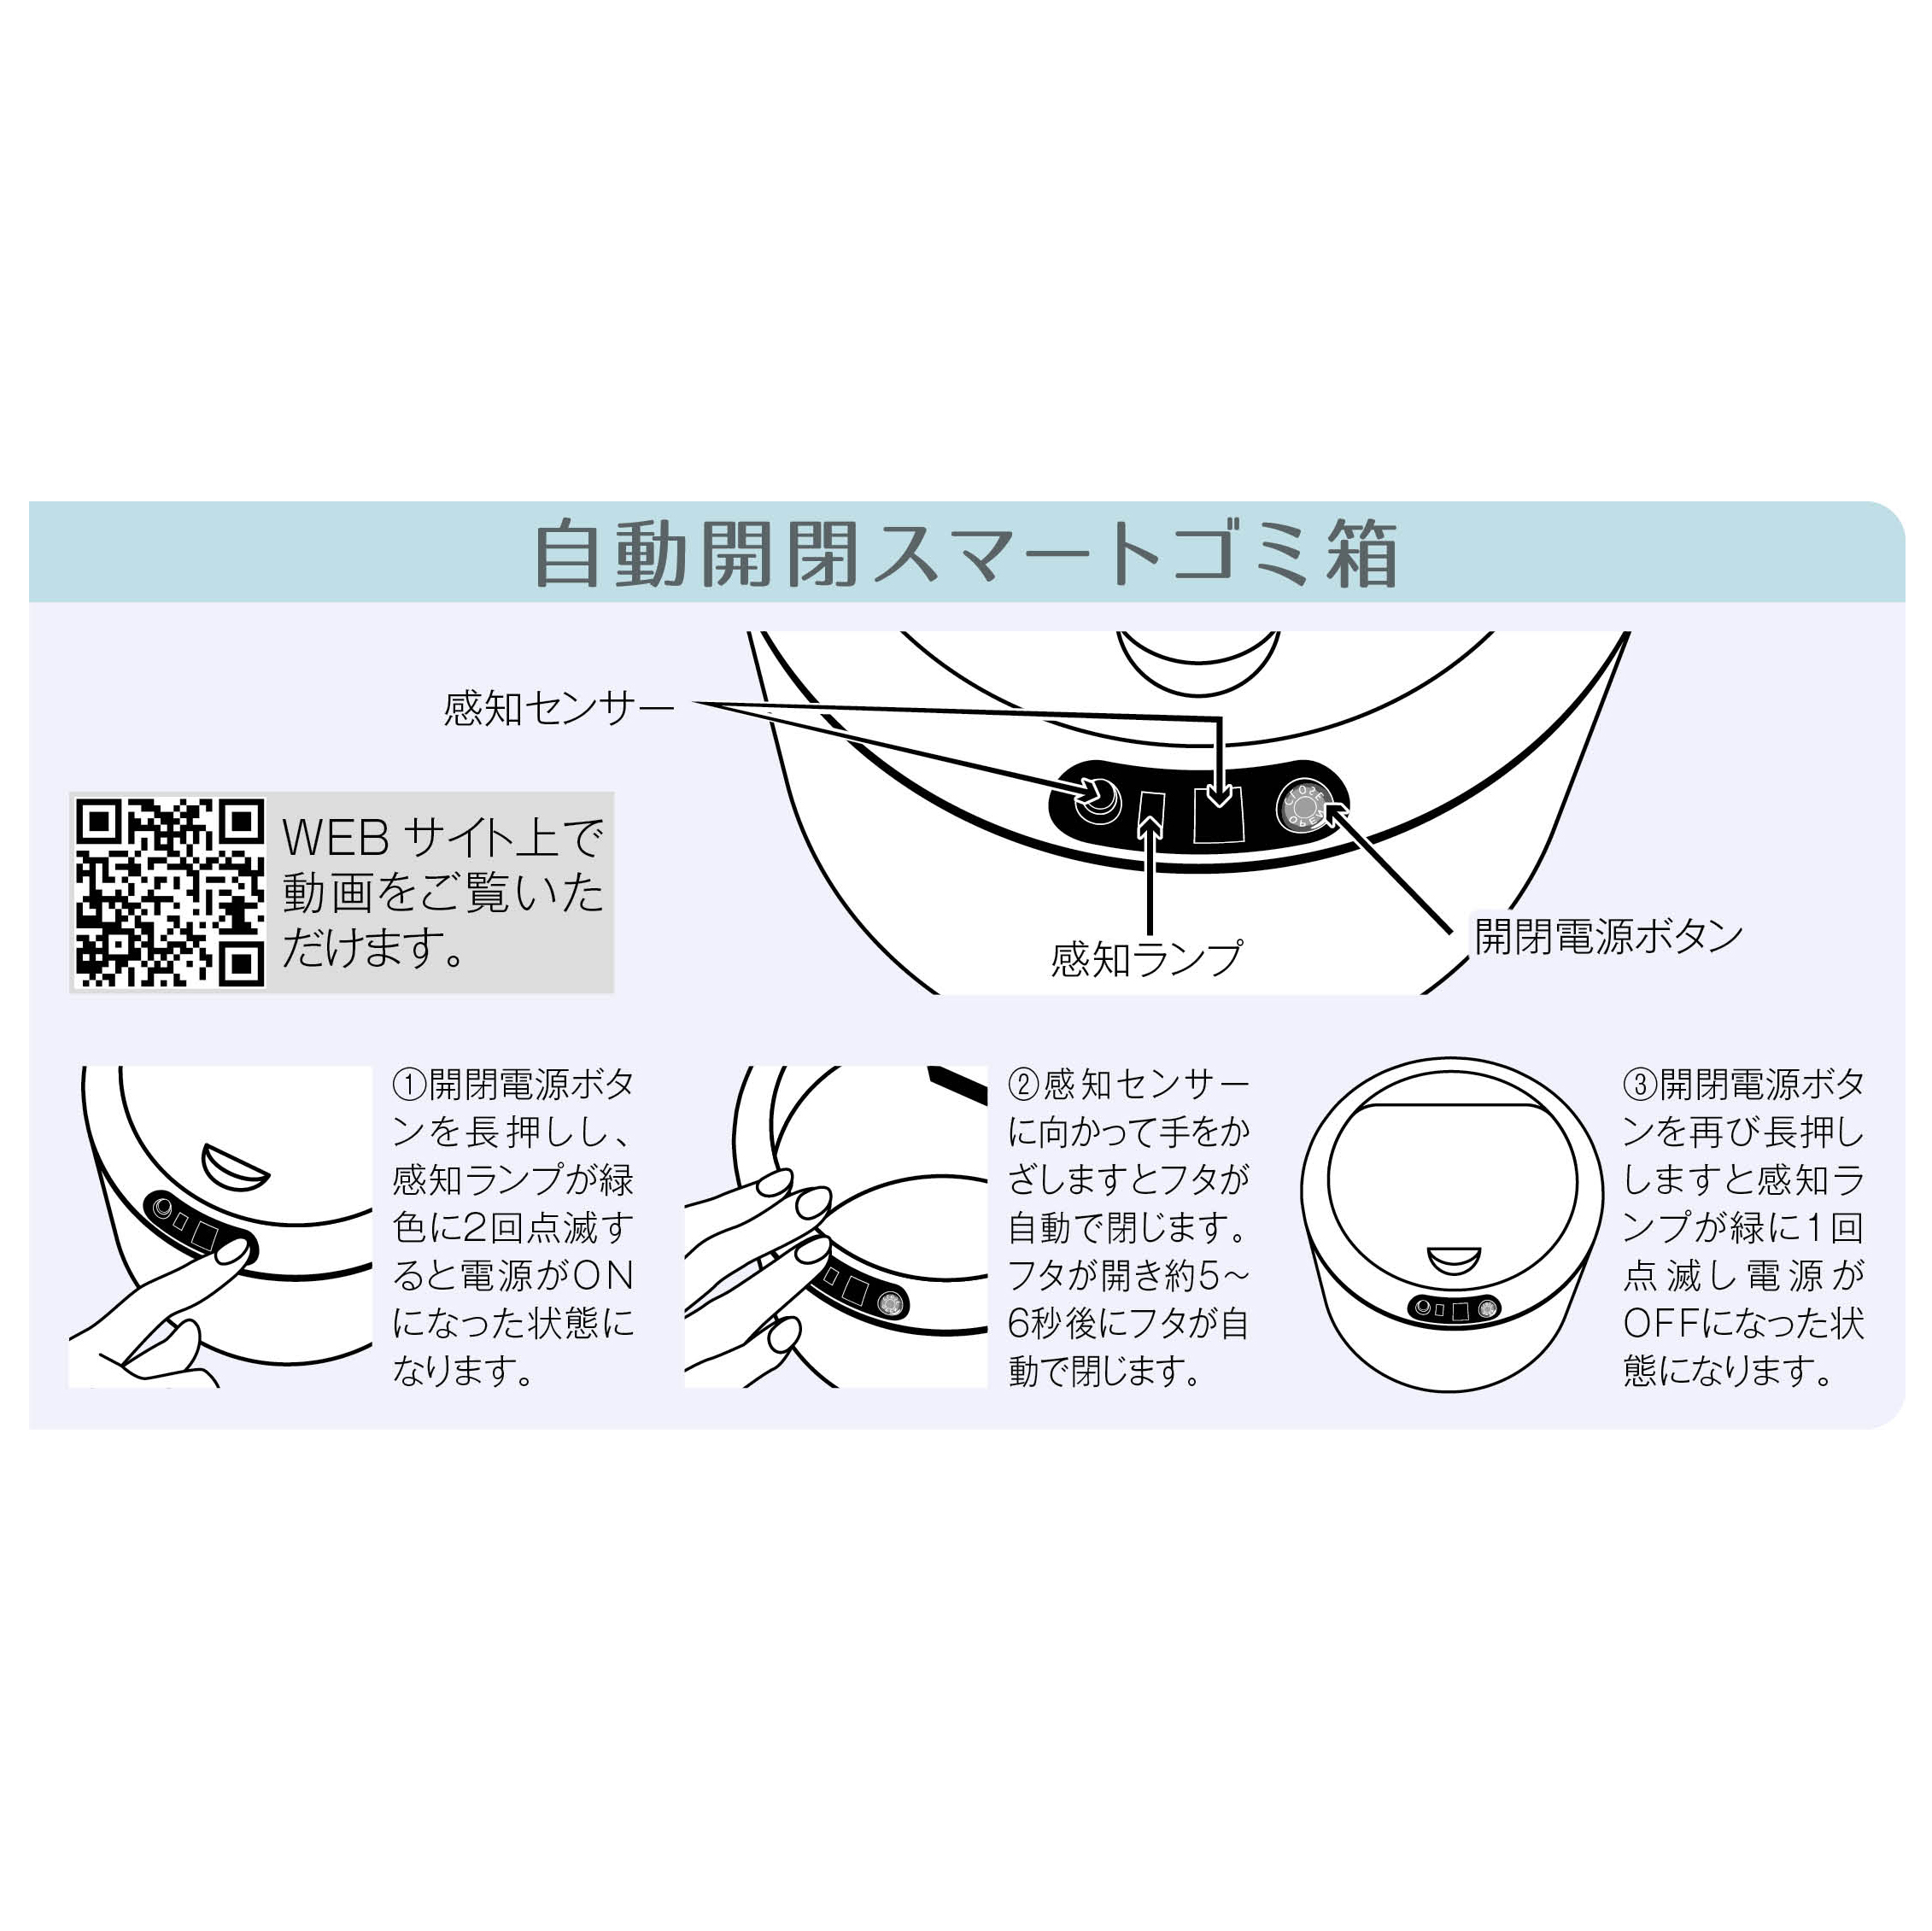 自動開閉スマートゴミ箱
感知センサー
WEB サイト上で
動画をご覧いた
だけます。
感知ランプ
開閉電源ボタン
①開閉電源ボタ
ンを長押しし、
感知ランプが緑
色に2回点滅す
ると電源がON
になった状態に
なります。
②感知センサー
に向かって手をか
ざしますとフタが
自動で閉じます。
フタが開き約5～
6秒後にフタが自
動で閉じます。
③開閉電源ボタ
ンを再び長押し
しますと感知ラ
ンプが緑に1回
点滅し電源が
OFFになった状
態になります。